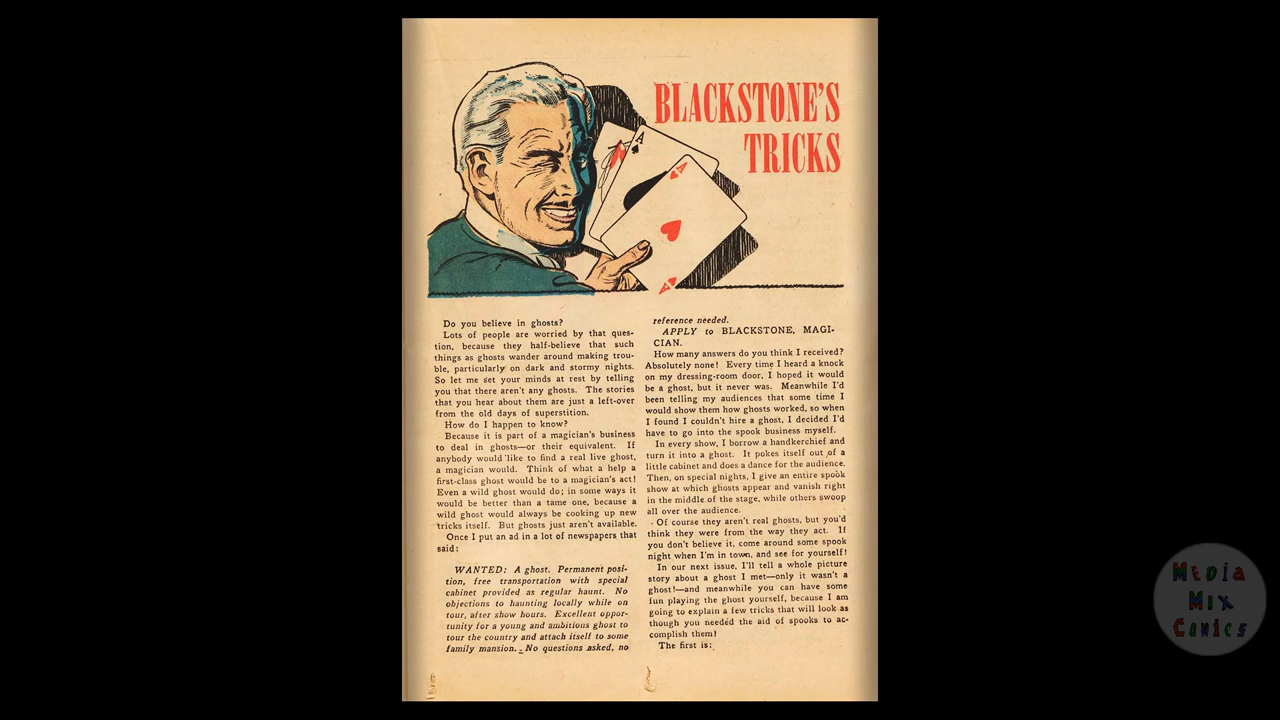 BLACKSTONE'S
TRICKS
Do you believe in ghosts?
Lots of people are worried by that ques-
tion, because they half-believe that such
things as ghosts wander around making trou-
ble, particularly on dark and stormy nights.
So let me set your minds at rest by telling
you that there aren't any ghosts. The stories
that you hear about them are just a left-over
from the old days of superstition.
How do I happen to know?
Because it is part of a magician's business
to deal in ghosts—or their equivalent. If
anybody would like to find a real live ghost,
a magician would. Think of what a help a
first-class ghost would be to a magician's act!
Even a wild ghost would do; in some ways it
would be better than a tame one, because a
wild ghost would always be cooking up new
tricks itself. But ghosts just aren't available.
Once I put an ad in a lot of newspapers that
said:
WANTED: A ghost. Permanent posi-
tion, free transportation with special
cabinet provided as regular haunt. No
objections to haunting locally while on
tour, after show hours. Excellent oppor-
tunity for a young and ambitious ghost to
tour the country and attach itself to some
family mansion. No questions asked, no
reference needed.
APPLY to BLACKSTONE, MAGI-
CIAN.
How many answers do you think I received?
Absolutely none! Every time I heard a knock
on my dressing-room door, I hoped it would
be a ghost, but it never was. Meanwhile I'd
been telling my audiences that some time I
would show them how ghosts worked, so when
I found I couldn't hire a ghost, I decided I'd
have to go into the spook business myself.
In every show, I borrow a handkerchief and
turn it into a ghost. It pokes itself out of a
little cabinet and does a dance for the audience.
Then, on special nights, I give an entire spook
show at which ghosts appear and vanish right
in the middle of the stage, while others swoop
all over the audience.
Of course they aren't real ghosts, but you'd
think they were from the way they act. If
you don't believe it, come around some spook
night when I'm in town, and see for yourself!
In our next issue, I'll tell a whole picture
story about a ghost I met—only it wasn't a
ghost!—and meanwhile you can have some
fun playing the ghost yourself, because I am
going to explain a few tricks that will look as
though you needed the aid of spooks to ac-
complish them!
The first is:
A
A
A
MeDia
Mix
Comics